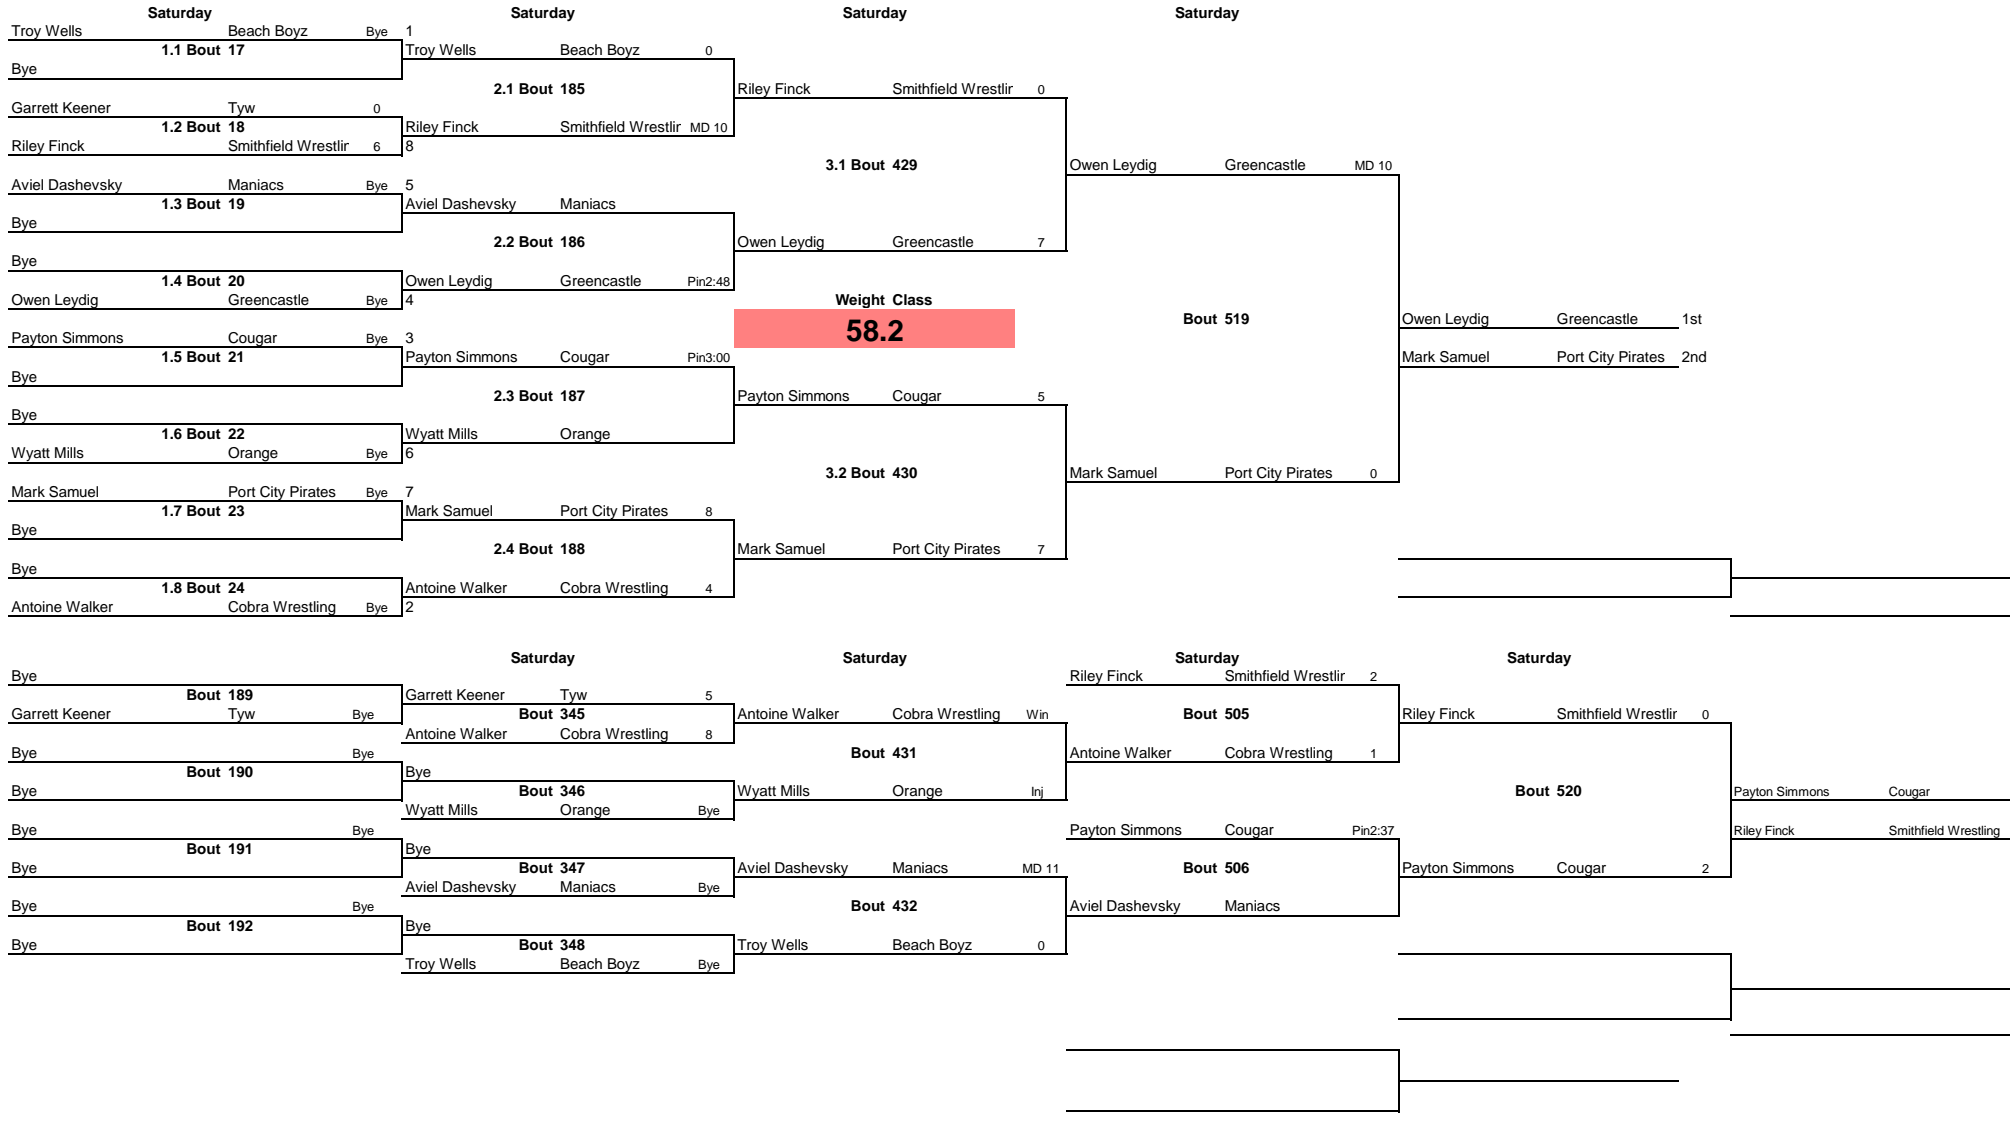 Saturday Saturday Saturday Saturday
Troy Wells Beach Boyz Bye 1
1.1 Bout 17 Troy Wells Beach Boyz 0
Bye
2.1 Bout 185 Riley Finck Smithfield Wrestlir 0
Garrett Keener Tyw 0
1.2 Bout 18 Riley Finck Smithfield Wrestlir MD 10
Riley Finck Smithfield Wrestlir 6 8
3.1 Bout 429 Owen Leydig Greencastle MD 10
Aviel Dashevsky Maniacs Bye 5
1.3 Bout 19 Aviel Dashevsky Maniacs
Bye
2.2 Bout 186 Owen Leydig Greencastle 7
Bye
1.4 Bout 20 Owen Leydig Greencastle Pin2:48
Owen Leydig Greencastle Bye 4 Weight Class
Bout 519 Owen Leydig Greencastle 1st
58.2
Payton Simmons Cougar Bye 3
1.5 Bout 21 Payton Simmons Cougar Pin3:00 Mark Samuel Port City Pirates 2nd
Bye
2.3 Bout 187 Payton Simmons Cougar 5
Bye
1.6 Bout 22 Wyatt Mills Orange
Wyatt Mills Orange Bye 6
3.2 Bout 430 Mark Samuel Port City Pirates 0
Mark Samuel Port City Pirates Bye 7
1.7 Bout 23 Mark Samuel Port City Pirates 8
Bye
2.4 Bout 188 Mark Samuel Port City Pirates 7
Bye
1.8 Bout 24 Antoine Walker Cobra Wrestling 4
Antoine Walker Cobra Wrestling Bye 2
Saturday Saturday Saturday Saturday
Bye Riley Finck Smithfield Wrestlir 2
Bout 189 Garrett Keener Tyw 5
Garrett Keener Tyw Bye Bout 345 Antoine Walker Cobra Wrestling Win Bout 505 Riley Finck Smithfield Wrestlir 0
Antoine Walker Cobra Wrestling 8
Bye Bye Bout 431 Antoine Walker Cobra Wrestling 1
Bout 190 Bye
Bye Bout 346 Wyatt Mills Orange Inj Bout 520 Payton Simmons Cougar
Wyatt Mills Orange Bye
Bye Bye Payton Simmons Cougar Pin2:37 Riley Finck Smithfield Wrestling
Bout 191 Bye
Bye Bout 347 Aviel Dashevsky Maniacs MD 11 Bout 506 Payton Simmons Cougar 2
Aviel Dashevsky Maniacs Bye
Bye Bye Bout 432 Aviel Dashevsky Maniacs
Bout 192 Bye
Bye Bout 348 Troy Wells Beach Boyz 0
Troy Wells Beach Boyz Bye